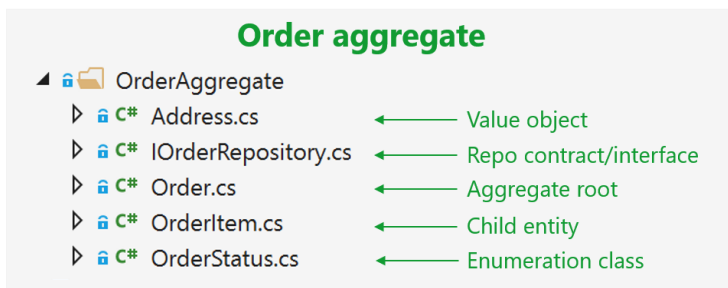 Order aggregate
OrderAggregate
C# Address.cs Value object
C# IOrderRepository.cs Repo contract/interface
C# Order.cs Aggregate root
C# OrderItem.cs Child entity
C# OrderStatus.cs Enumeration class